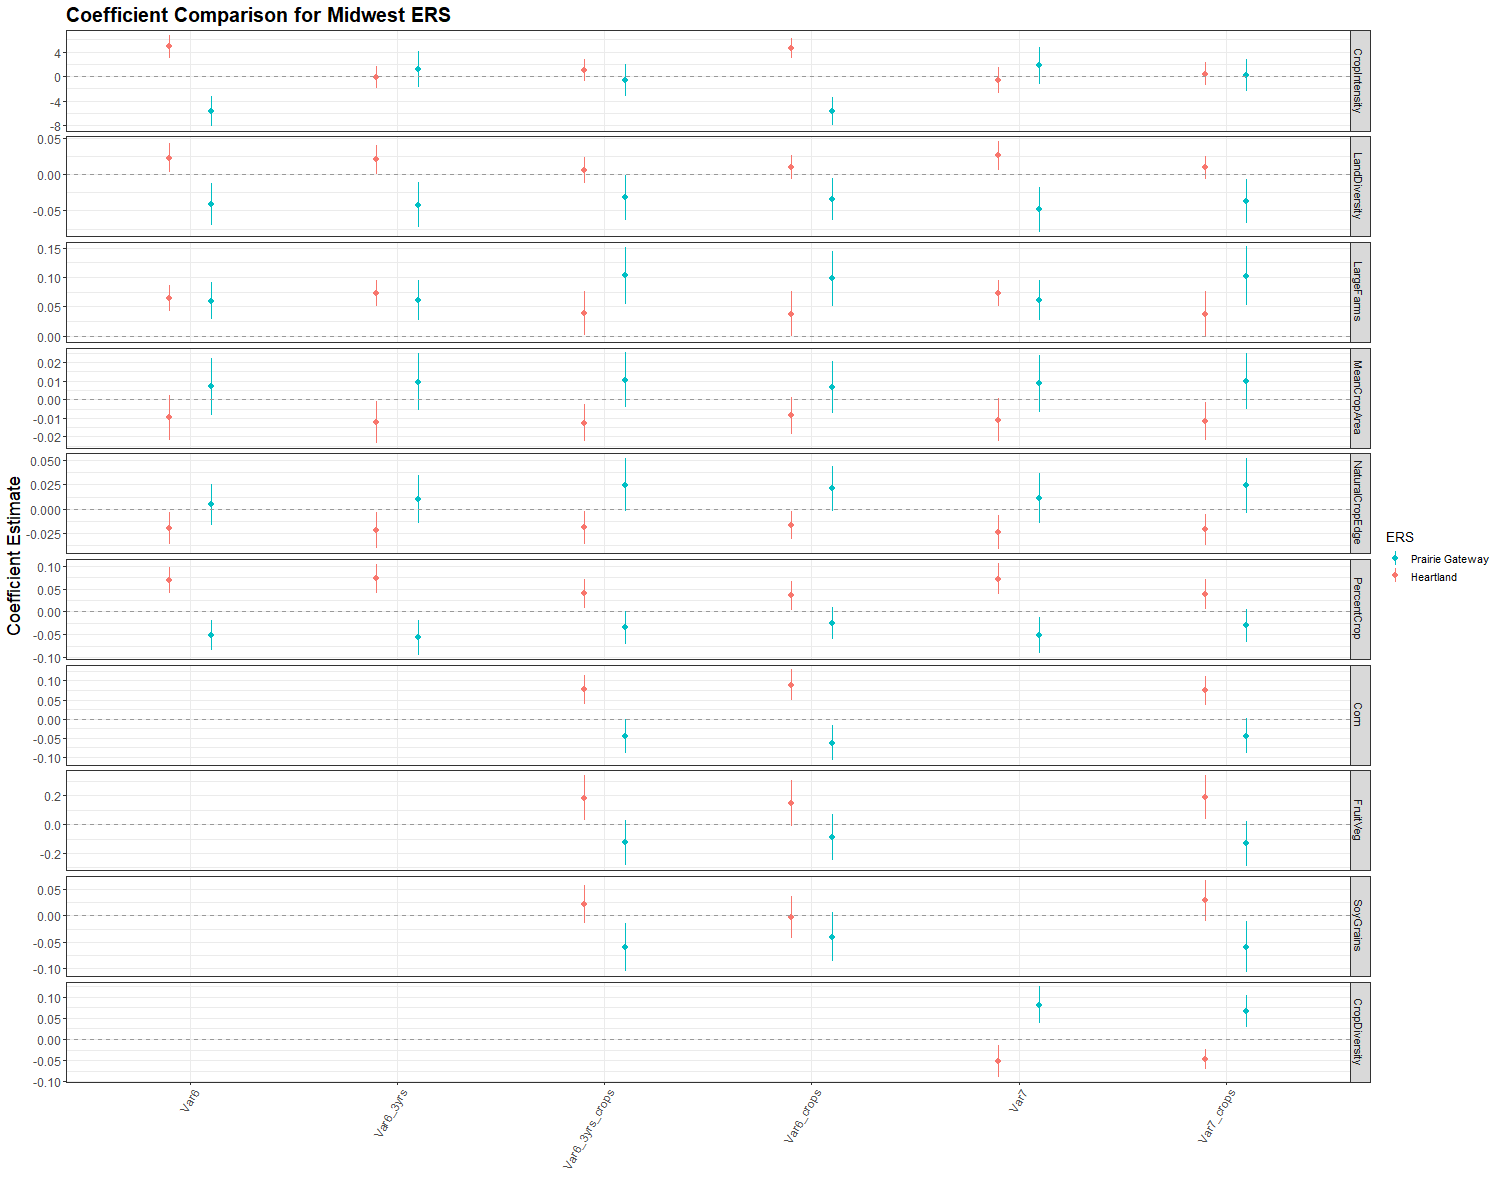 Coefficient Comparison for Midwest ERS
Coefficient Estimate
4
0
-4
-8
CropIntensity
0.05
0.00
-0.05
LandDiversity
0.15
0.10
0.05
0.00
LargeFarms
0.02
0.01
0.00
-0.01
-0.02
MeanCropArea
0.050
0.025
0.000
-0.025
NaturalCropEdge
0.10
0.05
0.00
-0.05
-0.10
PercentCrop
0.10
0.05
0.00
-0.05
-0.10
Corn
0.2
0.0
-0.2
FruitVeg
0.05
0.00
-0.05
-0.10
SoyGrains
0.10
0.05
0.00
-0.05
-0.10
CropDiversity
Var6
Var6_3yrs
Var6_3yrs_crops
Var6_crops
Var7
Var7_crops
ERS
Prairie Gateway
Heartland